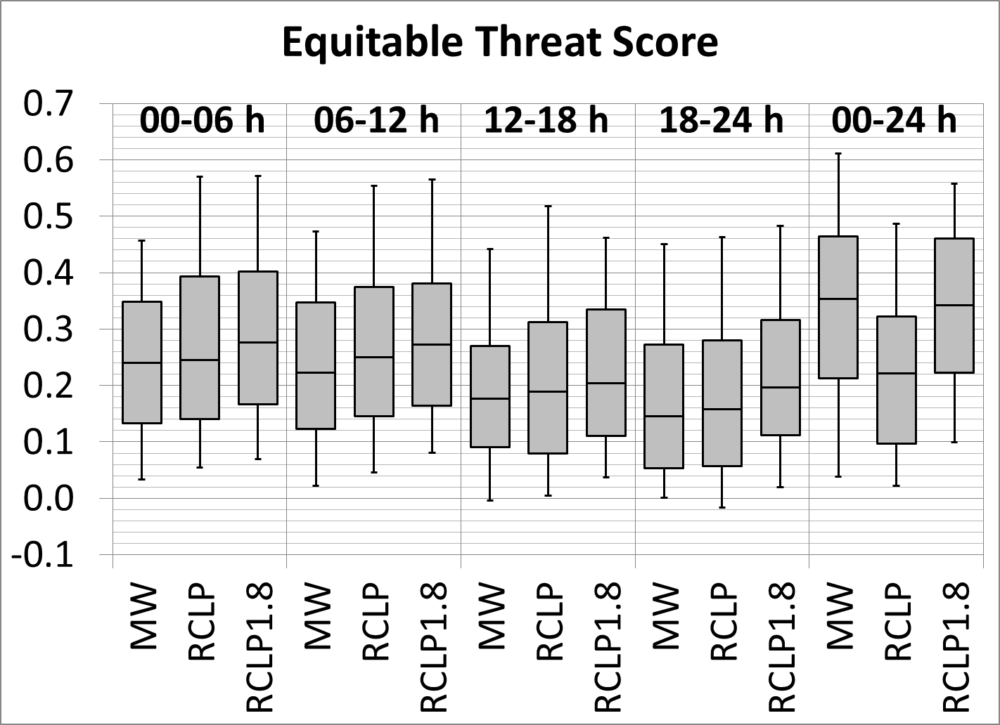 Equitable Threat Score
0.7
0.6
0.5
0.4
0.3
0.2
0.1
0.0
-0.1
00-06 h
06-12 h
12-18 h
18-24 h
00-24 h
MW
RCLP
RCLP1.8
MW
RCLP
RCLP1.8
MW
RCLP
RCLP1.8
MW
RCLP
RCLP1.8
MW
RCLP
RCLP1.8